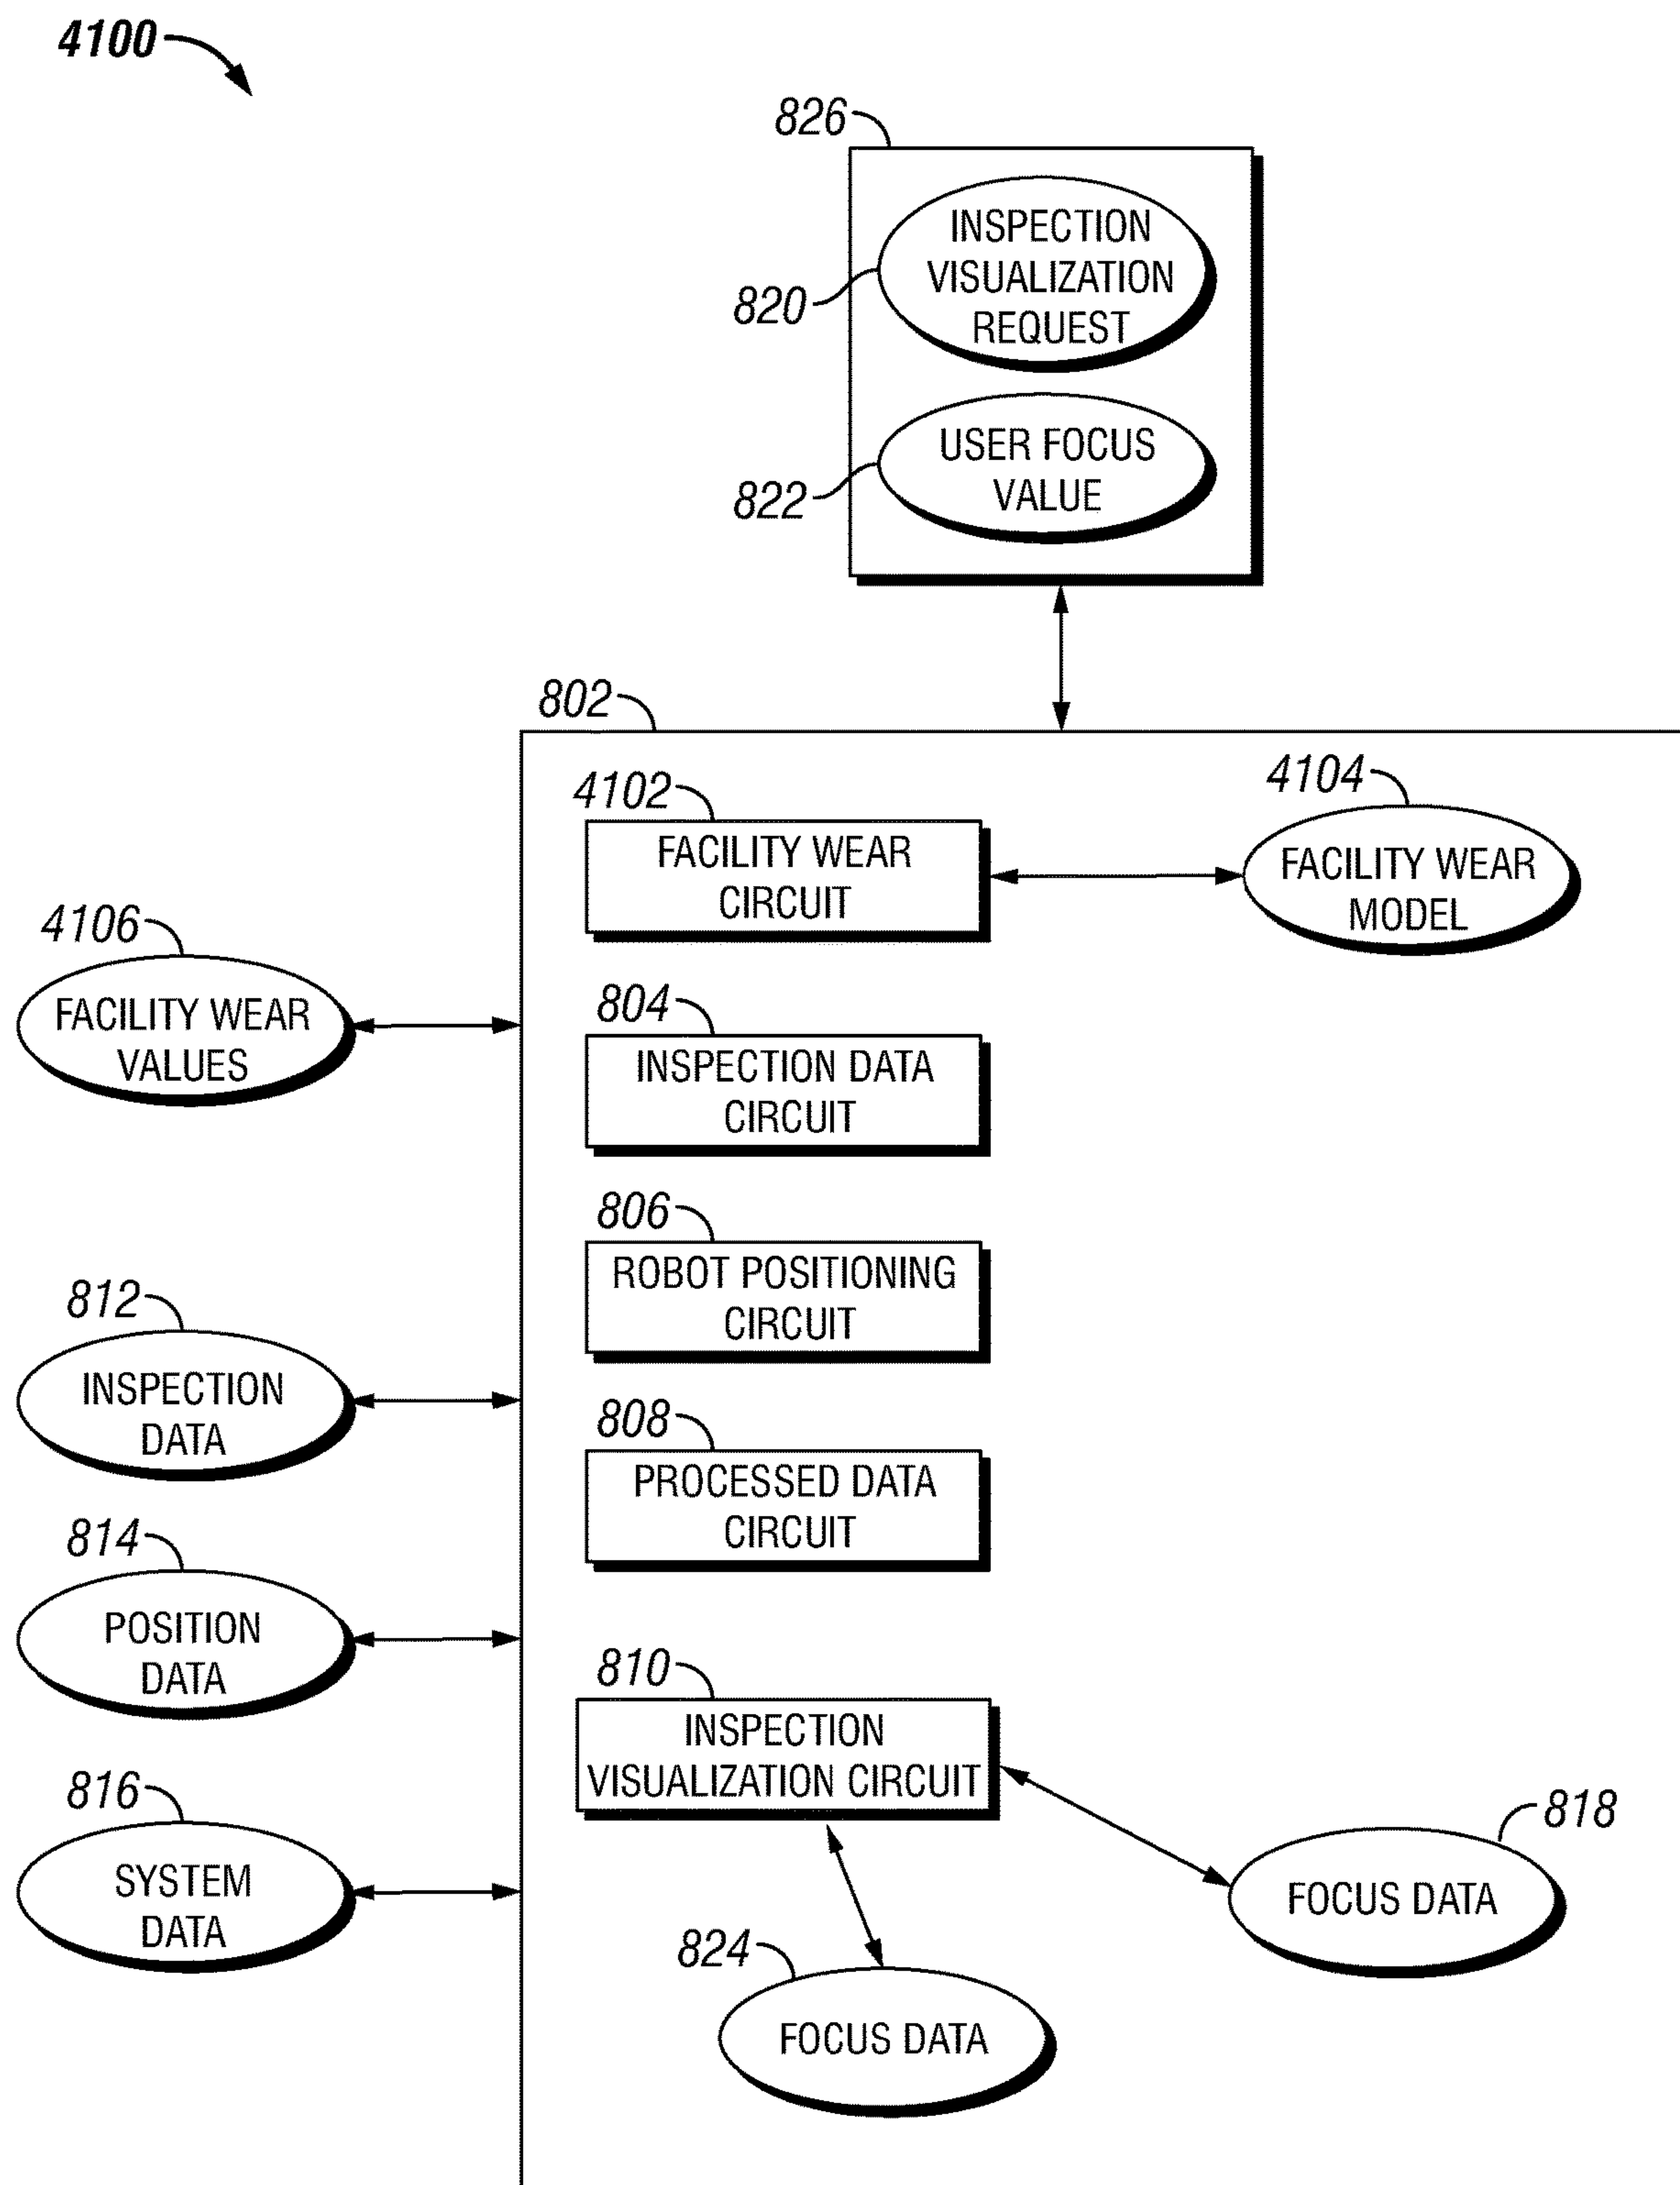 4100
826
INSPECTION
VISUALIZATION
REQUEST
820
USER FOCUS
VALUE
822
802
4102
FACILITY WEAR
CIRCUIT
4104
FACILITY WEAR
MODEL
4106
FACILITY WEAR
VALUES
804
INSPECTION DATA
CIRCUIT
806
ROBOT POSITIONING
CIRCUIT
812
INSPECTION
DATA
808
PROCESSED DATA
CIRCUIT
814
POSITION
DATA
810
INSPECTION
VISUALIZATION CIRCUIT
816
SYSTEM
DATA
818
FOCUS DATA
824
FOCUS DATA